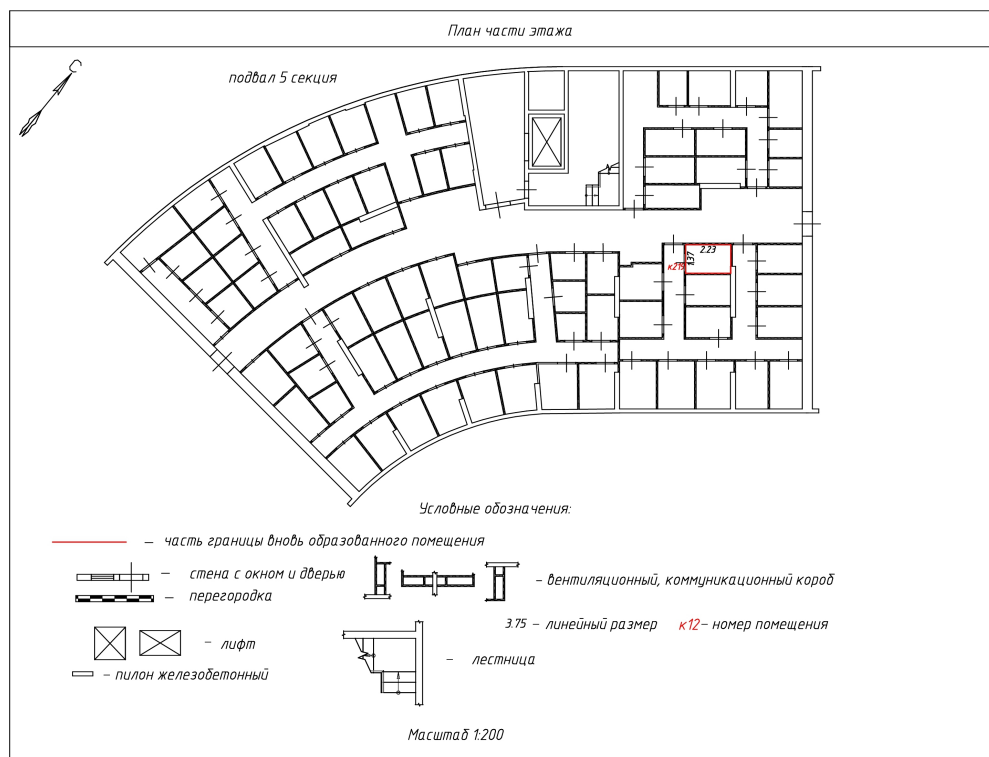 План части этажа
С
подвал 5 секция
2.23
1.37
к219
Условные обозначения:
— часть границы вновь образованного помещения
— стена с окном и дверью
— перегородка
— вентиляционный, коммуникационный короб
3.75 — линейный размер
к12 — номер помещения
— лифт
— лестница
— пилон железобетонный
Масштаб 1:200